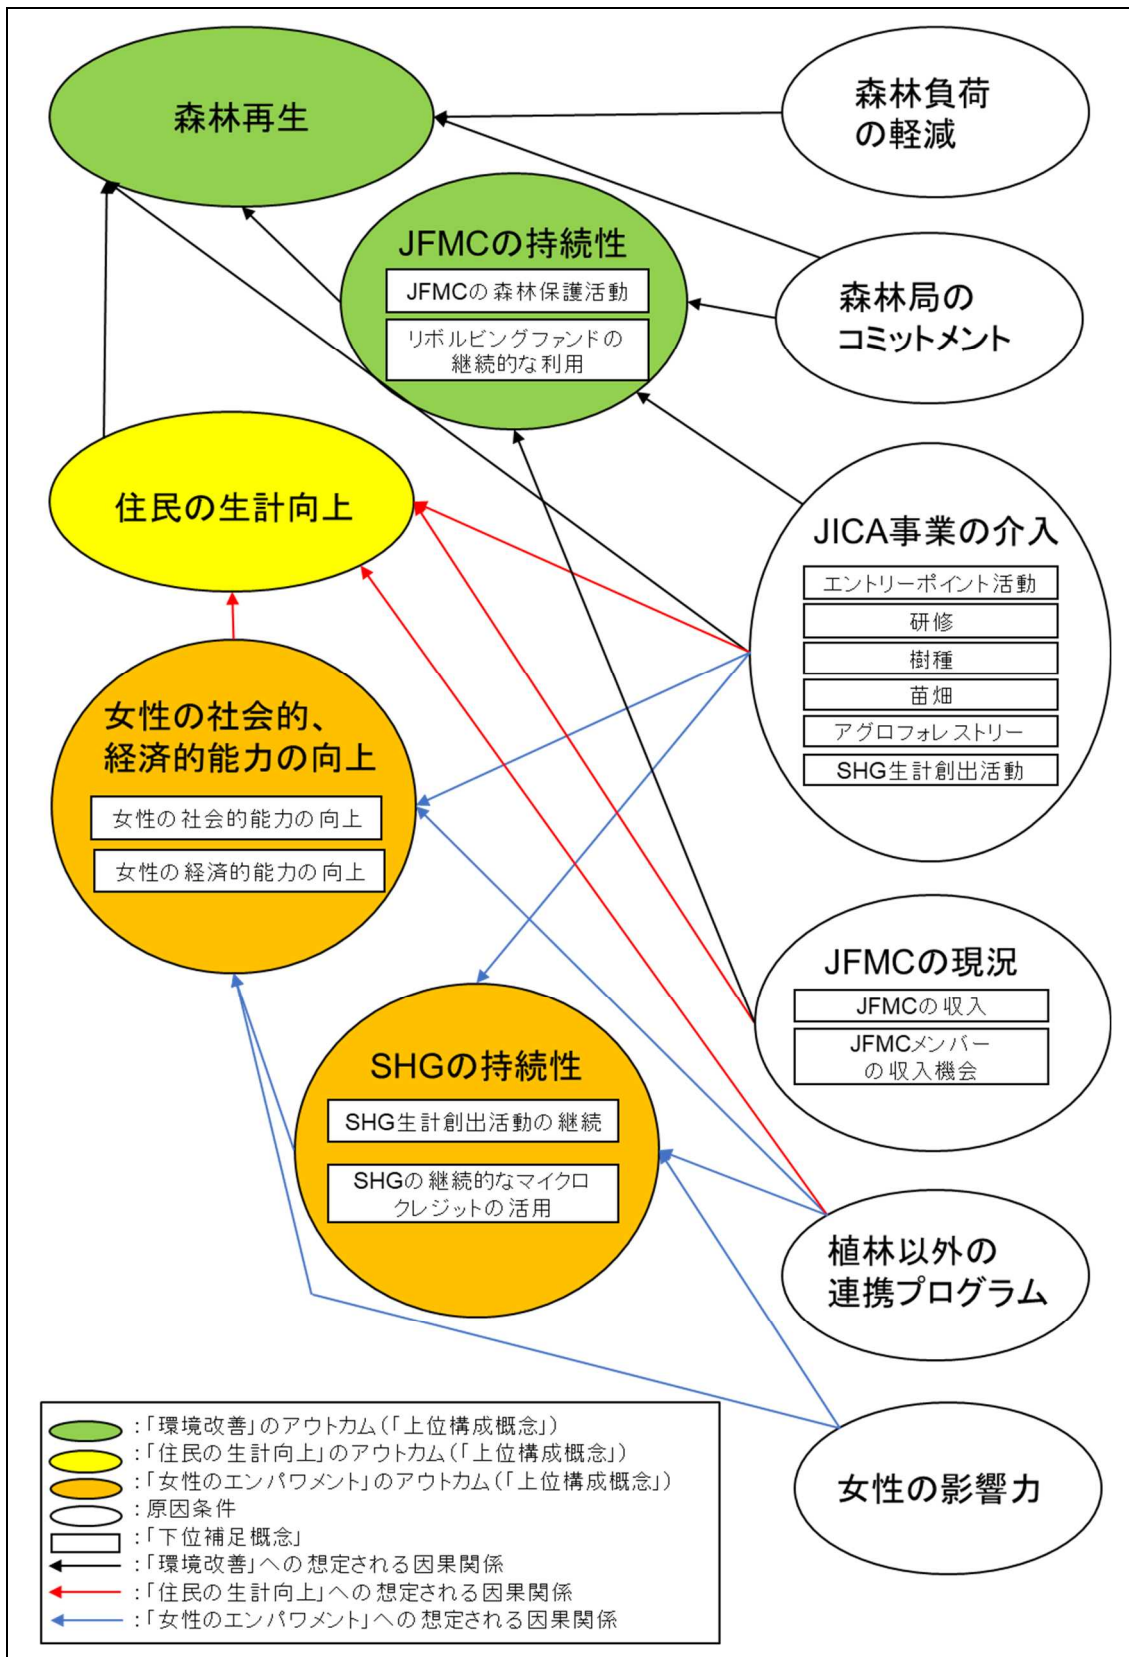 森林再生
森林負荷
の軽減
JFMCの持続性
JFMCの森林保護活動
リボルビングファンドの
継続的な利用
森林局の
コミットメント
住民の生計向上
JICA事業の介入
エントリーポイント活動
研修
樹種
苗畑
アグロフォレストリー
SHG生計創出活動
女性の社会的、
経済的能力の向上
女性の社会的能力の向上
女性の経済的能力の向上
JFMCの現況
JFMCの収入
JFMCメンバー
の収入機会
SHGの持続性
SHG生計創出活動の継続
SHGの継続的なマイクロ
クレジットの活用
植林以外の
連携プログラム
女性の影響力
:「環境改善」のアウトカム(「上位構成概念」)
:「住民の生計向上」のアウトカム(「上位構成概念」)
:「女性のエンパワメント」のアウトカム(「上位構成概念」)
:原因条件
:「下位補足概念」
:「環境改善」への想定される因果関係
:「住民の生計向上」への想定される因果関係
:「女性のエンパワメント」への想定される因果関係